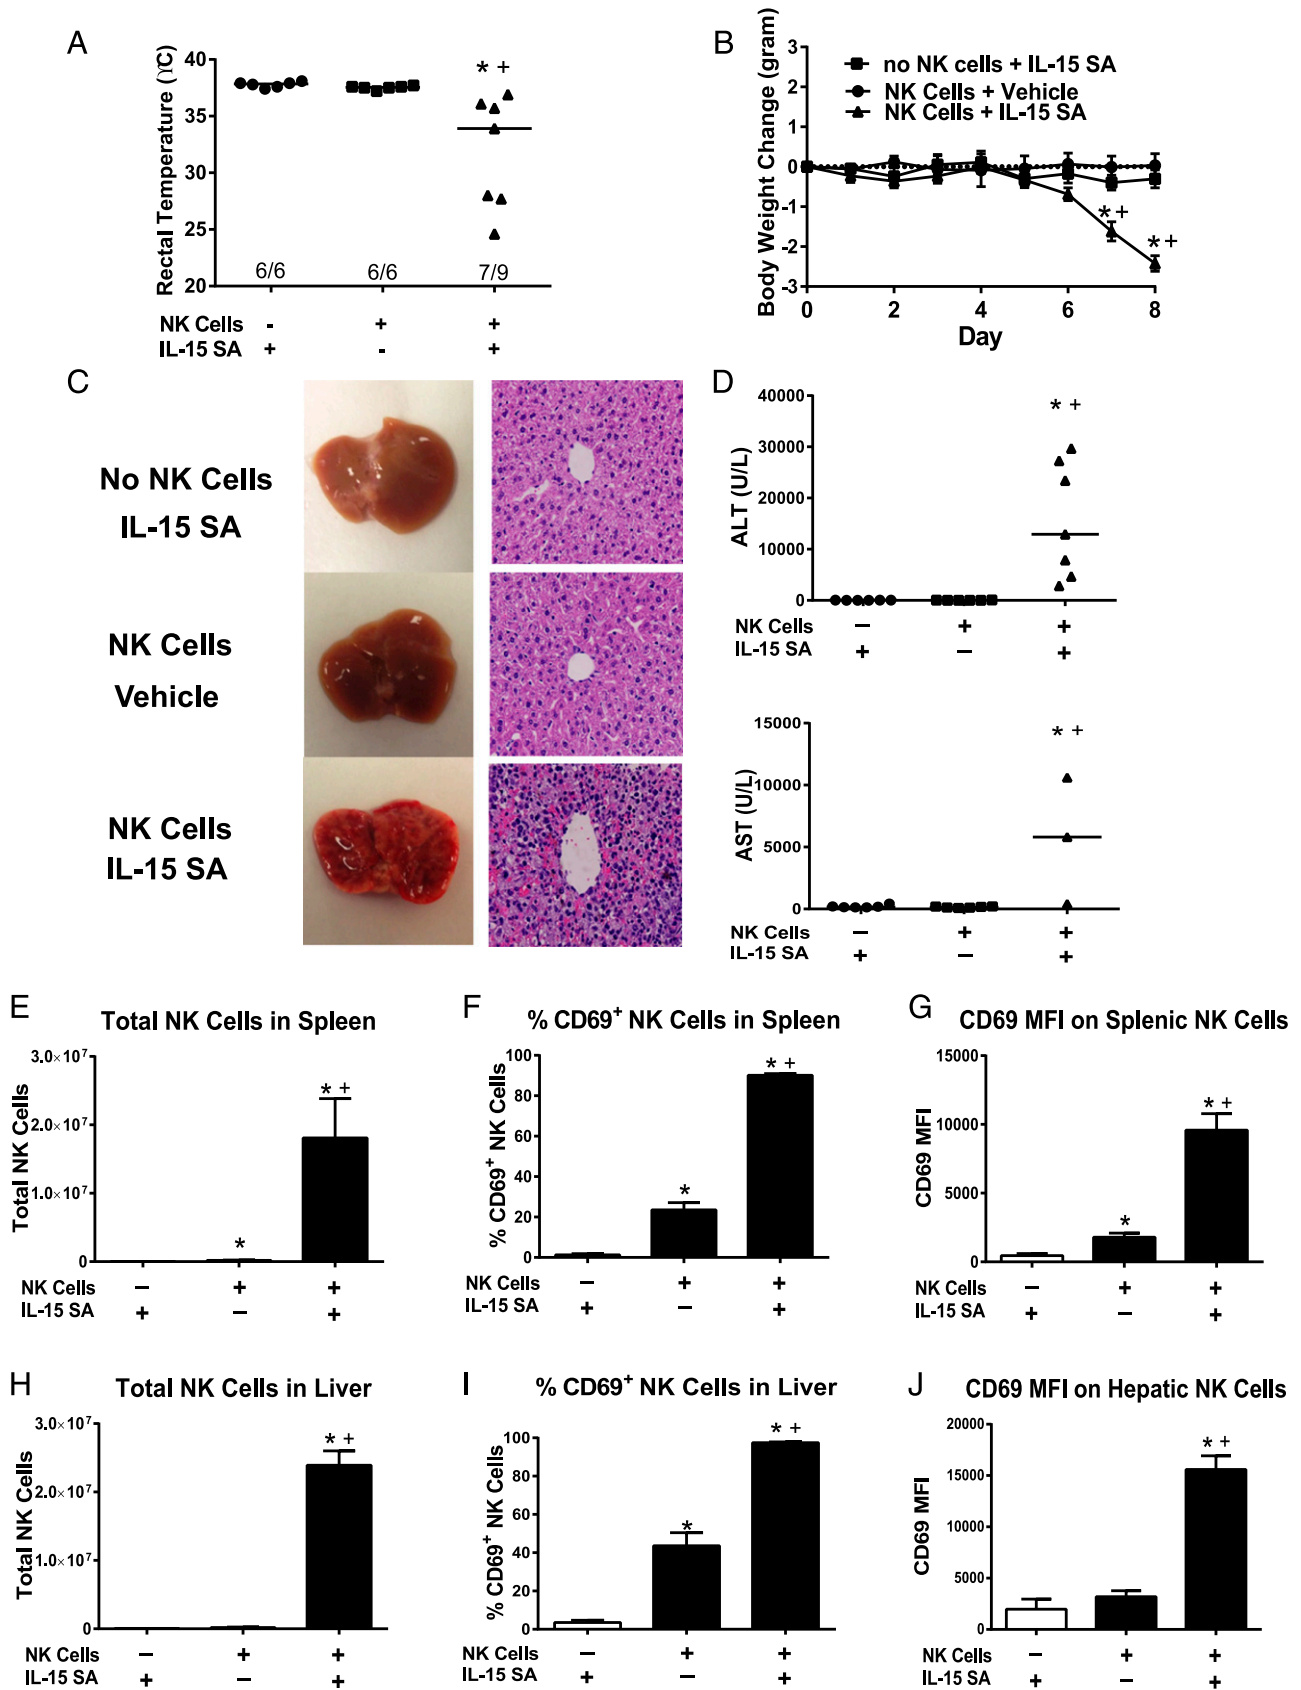 A
Rectal Temperature (ϒC)
40
35
30
25
20
* +
6/6
6/6
7/9
NK Cells - + +
IL-15 SA + - +
B
Body Weight Change (gram)
3
2
1
0
-1
-2
-3
no NK cells + IL-15 SA
NK Cells + Vehicle
NK Cells + IL-15 SA
*+
*+
0 2 4 6 8
Day
C
No NK Cells
IL-15 SA
NK Cells
Vehicle
NK Cells
IL-15 SA
D
ALT (U/L)
40000
30000
20000
10000
0
* +
NK Cells – + +
IL-15 SA + – +
AST (U/L)
15000
10000
5000
0
* +
NK Cells – + +
IL-15 SA + – +
E
Total NK Cells in Spleen
Total NK Cells
3.0×10⁷
2.0×10⁷
1.0×10⁷
0
*
* +
NK Cells – + +
IL-15 SA + – +
F
% CD69⁺ NK Cells in Spleen
% CD69⁺ NK Cells
100
80
60
40
20
0
*
* +
NK Cells – + +
IL-15 SA + – +
G
CD69 MFI on Splenic NK Cells
CD69 MFI
15000
10000
5000
0
*
* +
NK Cells – + +
IL-15 SA + – +
H
Total NK Cells in Liver
Total NK Cells
3.0×10⁷
2.0×10⁷
1.0×10⁷
0
* +
NK Cells – + +
IL-15 SA + – +
I
% CD69⁺ NK Cells in Liver
% CD69⁺ NK Cells
100
80
60
40
20
0
*
* +
NK Cells – + +
IL-15 SA + – +
J
CD69 MFI on Hepatic NK Cells
CD69 MFI
20000
15000
10000
5000
0
* +
NK Cells – + +
IL-15 SA + – +